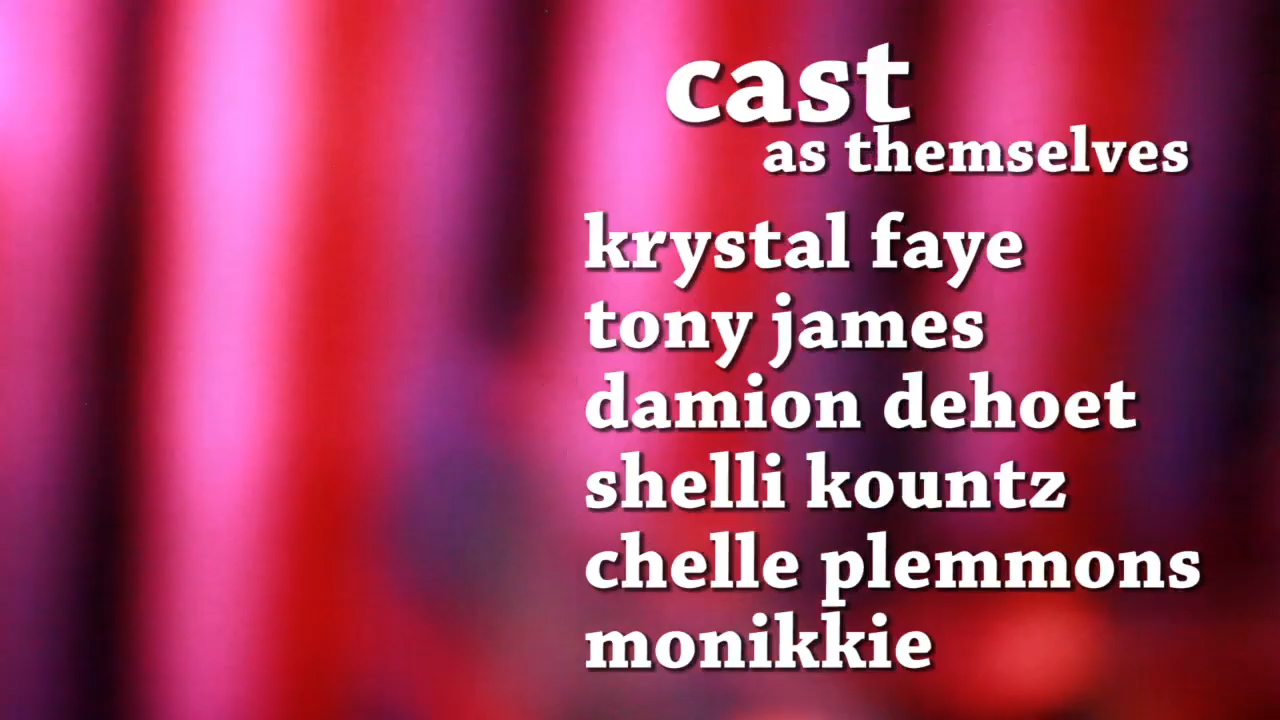 cast
as themselves
krystal faye
tony james
damion dehoet
shelli kountz
chelle plemmons
monikkie